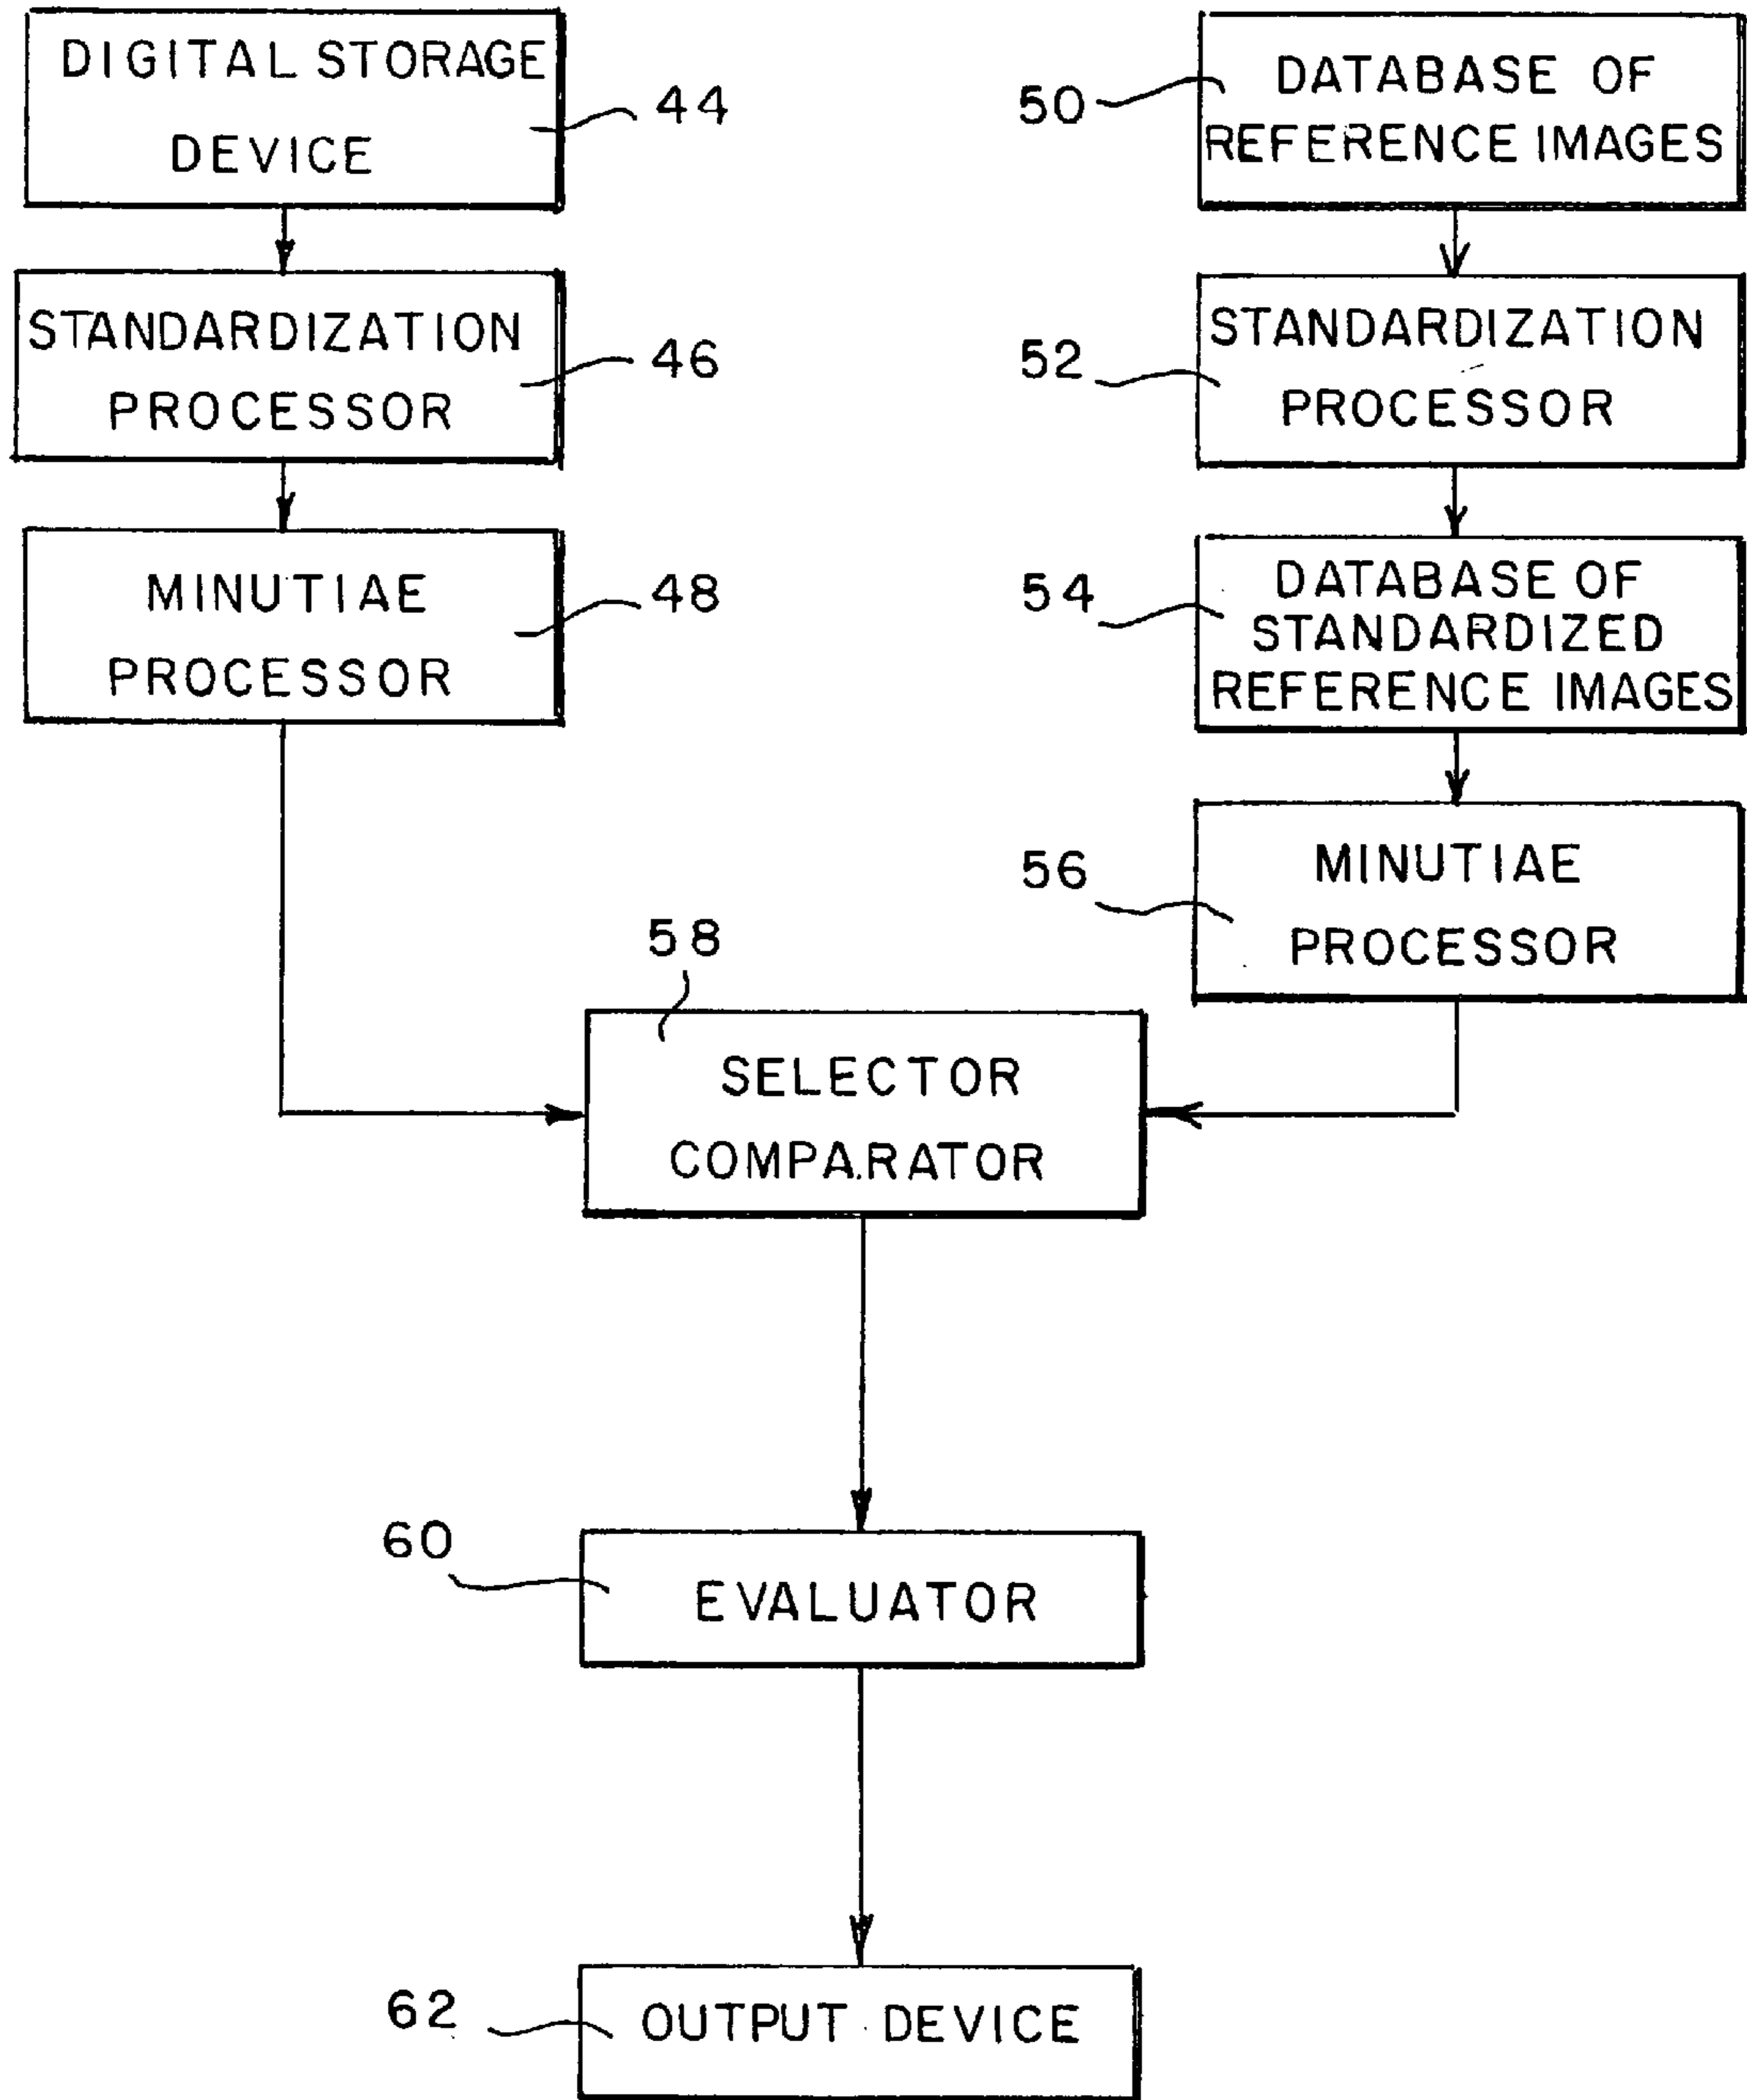 DIGITAL STORAGE
DEVICE
44
STANDARDIZATION
PROCESSOR
46
MINUTIAE
PROCESSOR
48
50
DATABASE OF
REFERENCE IMAGES
52
STANDARDIZATION
PROCESSOR
54
DATABASE OF
STANDARDIZED
REFERENCE IMAGES
56
MINUTIAE
PROCESSOR
58
SELECTOR
COMPARATOR
60
EVALUATOR
62
OUTPUT DEVICE